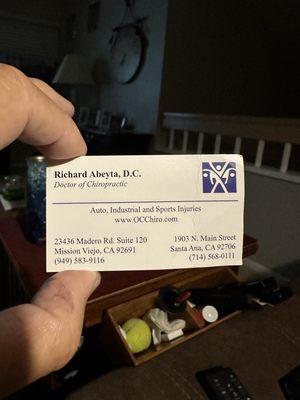 Richard Abeyta, D.C.
Doctor of Chiropractic
Auto, Industrial and Sports Injuries
www.OCChiro.com
23436 Madero Rd. Suite 120
Mission Viejo, CA 92691
(949) 583-9116
1903 N. Main Street
Santa Ana, CA 92706
(714) 568-0111